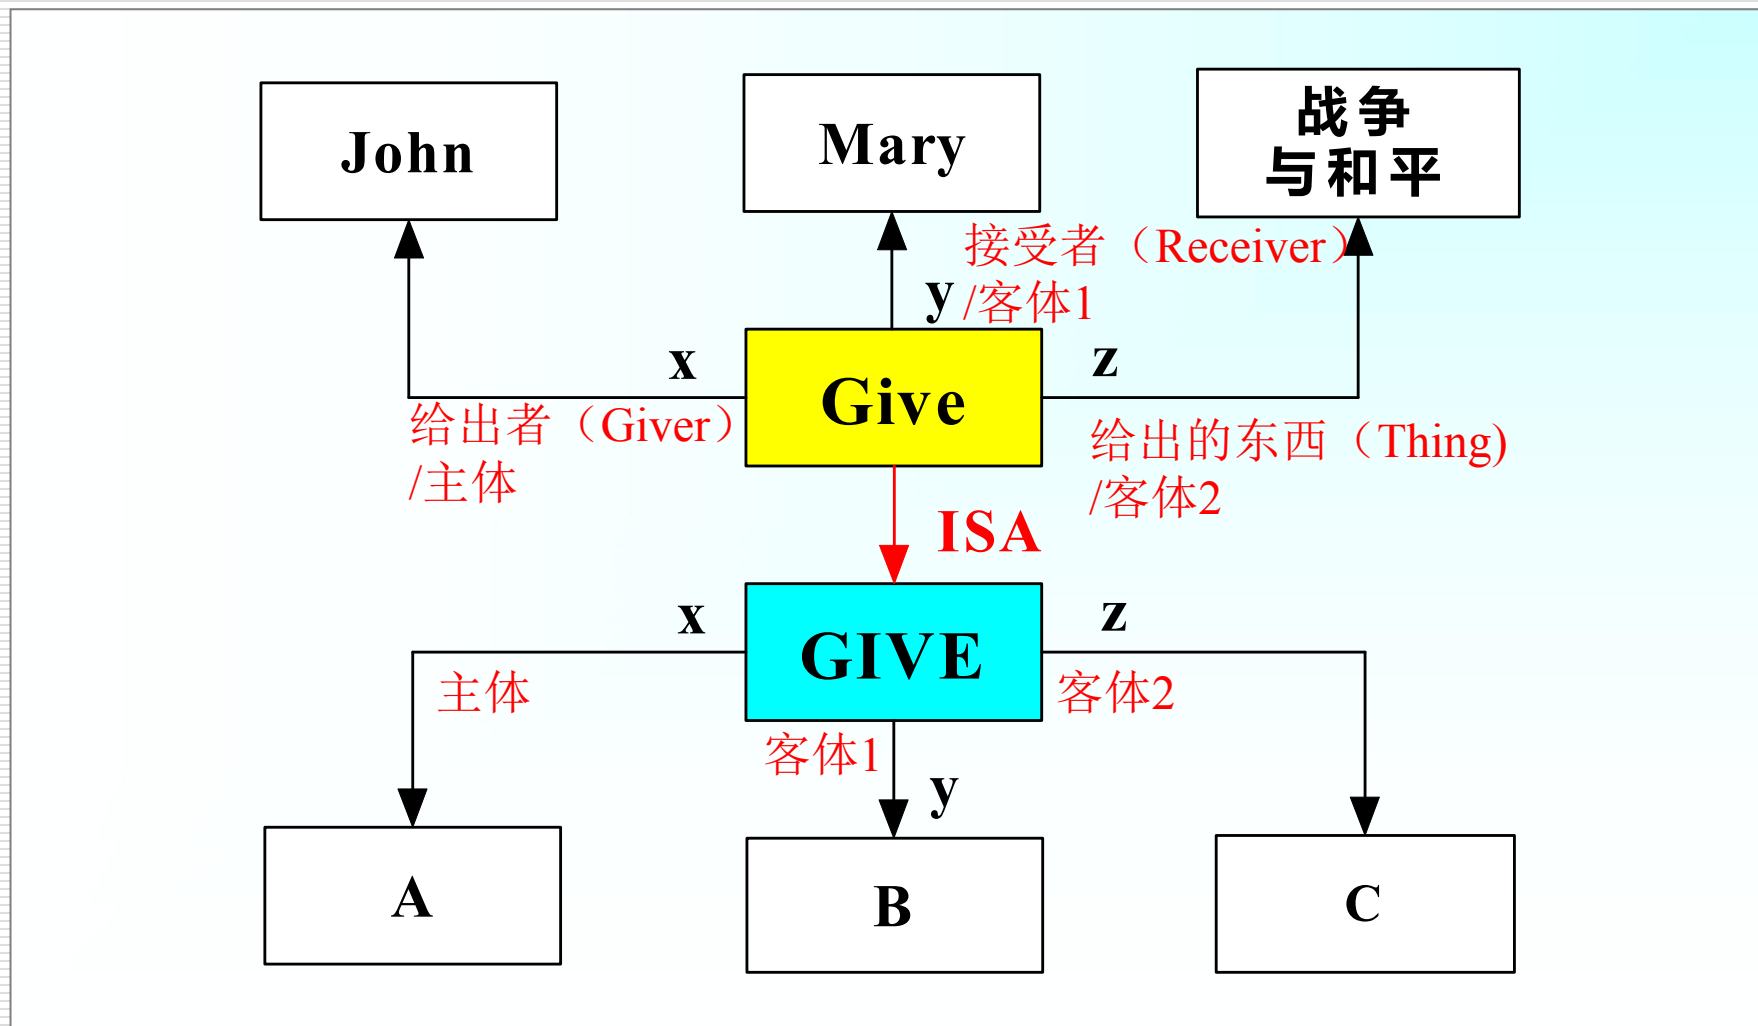 John
Mary
战争
与和平
接受者（Receiver）
y /客体1
x
Give
z
给出者（Giver）
/主体
给出的东西（Thing)
/客体2
ISA
x
GIVE
z
主体
客体2
客体1
y
A
B
C